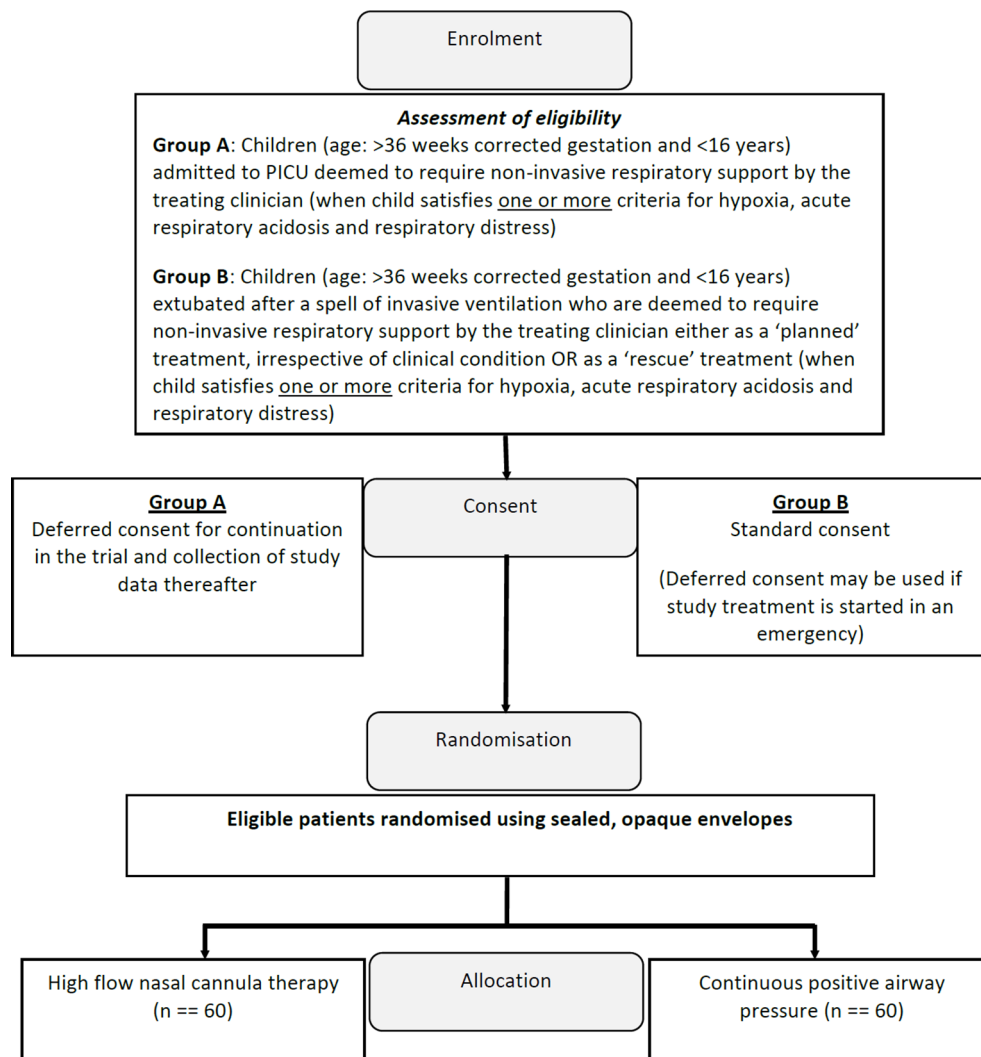 Enrolment
Assessment of eligibility
Group A: Children (age: >36 weeks corrected gestation and <16 years)
admitted to PICU deemed to require non-invasive respiratory support by the
treating clinician (when child satisfies one or more criteria for hypoxia, acute
respiratory acidosis and respiratory distress)
Group B: Children (age: >36 weeks corrected gestation and <16 years)
extubated after a spell of invasive ventilation who are deemed to require
non-invasive respiratory support by the treating clinician either as a ‘planned’
treatment, irrespective of clinical condition OR as a ‘rescue’ treatment (when
child satisfies one or more criteria for hypoxia, acute respiratory acidosis and
respiratory distress)
Group A
Deferred consent for continuation
in the trial and collection of study
data thereafter
Consent
Group B
Standard consent
(Deferred consent may be used if
study treatment is started in an
emergency)
Randomisation
Eligible patients randomised using sealed, opaque envelopes
High flow nasal cannula therapy
(n == 60)
Allocation
Continuous positive airway
pressure (n == 60)